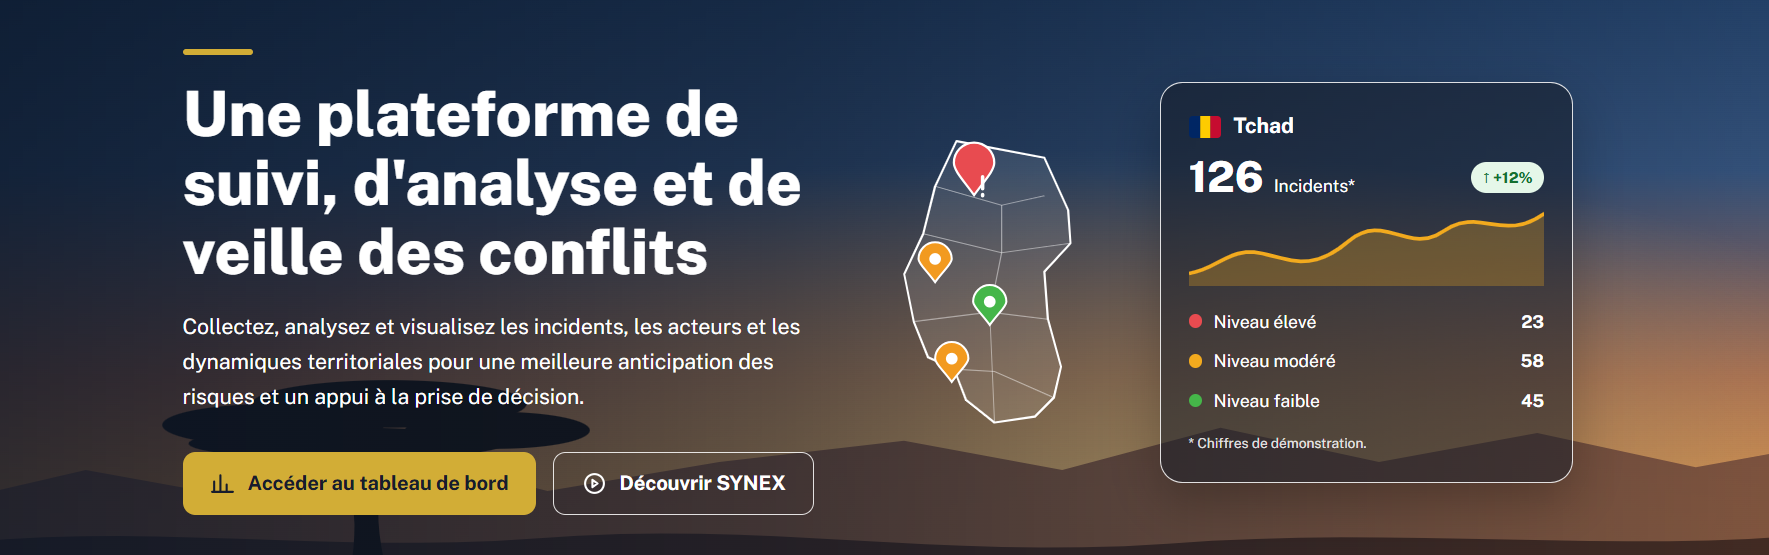 Une plateforme de
suivi, d'analyse et de
veille des conflits
Collectez, analysez et visualisez les incidents, les acteurs et les
dynamiques territoriales pour une meilleure anticipation des
risques et un appui à la prise de décision.
Accéder au tableau de bord
Découvrir SYNEX
!
Tchad
126 Incidents*
↑ +12%
Niveau élevé 23
Niveau modéré 58
Niveau faible 45
* Chiffres de démonstration.